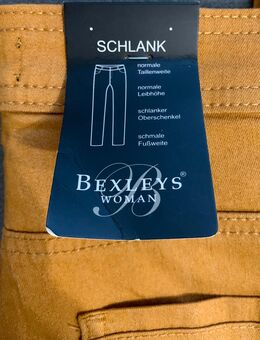 SCHLANK
normale
Taillenweite
normale
Leibhöhe
schlanker
Oberschenkel
schmale
Fußweite
B
BEXLEYS
WOMAN